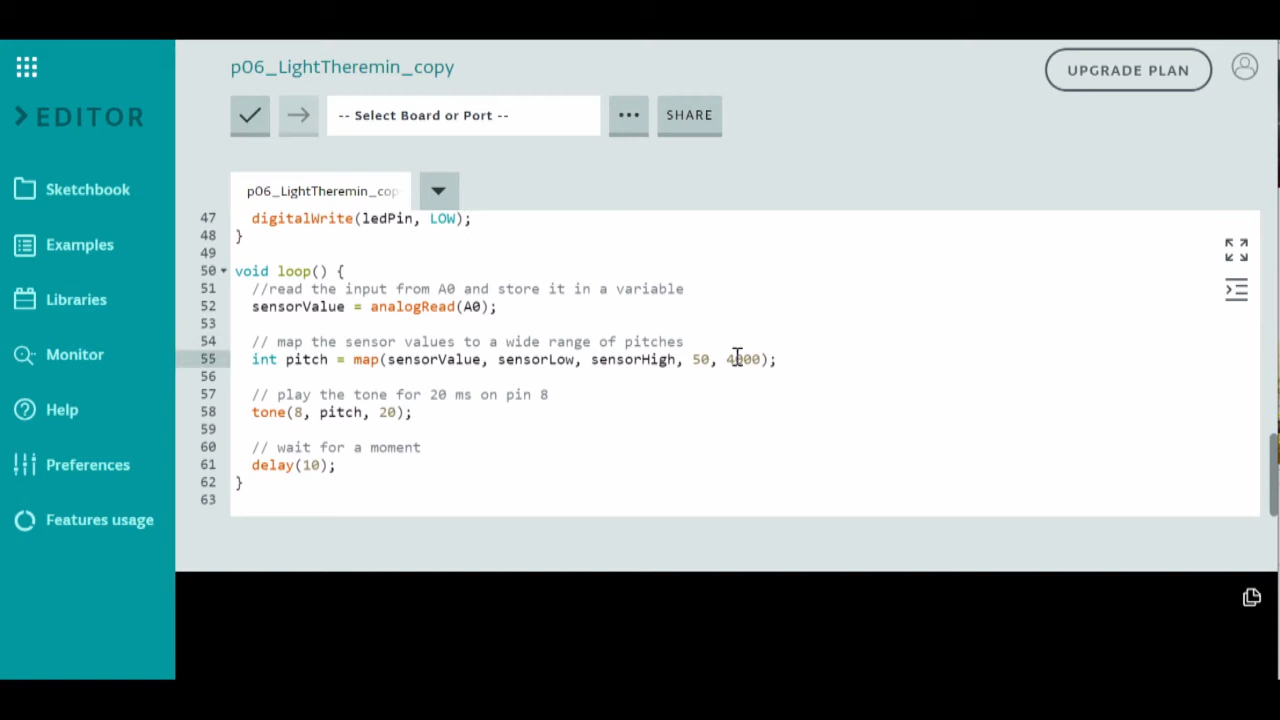 p06_LightTheremin_copy
UPGRADE PLAN
EDITOR
-- Select Board or Port --
SHARE
Sketchbook
Examples
Libraries
Monitor
Help
Preferences
Features usage
p06_LightTheremin_cop
47 digitalWrite(ledPin, LOW);
48 }
49
50 void loop() {
51 //read the input from A0 and store it in a variable
52 sensorValue = analogRead(A0);
53
54 // map the sensor values to a wide range of pitches
55 int pitch = map(sensorValue, sensorLow, sensorHigh, 50, 4000);
56
57 // play the tone for 20 ms on pin 8
58 tone(8, pitch, 20);
59
60 // wait for a moment
61 delay(10);
62 }
63